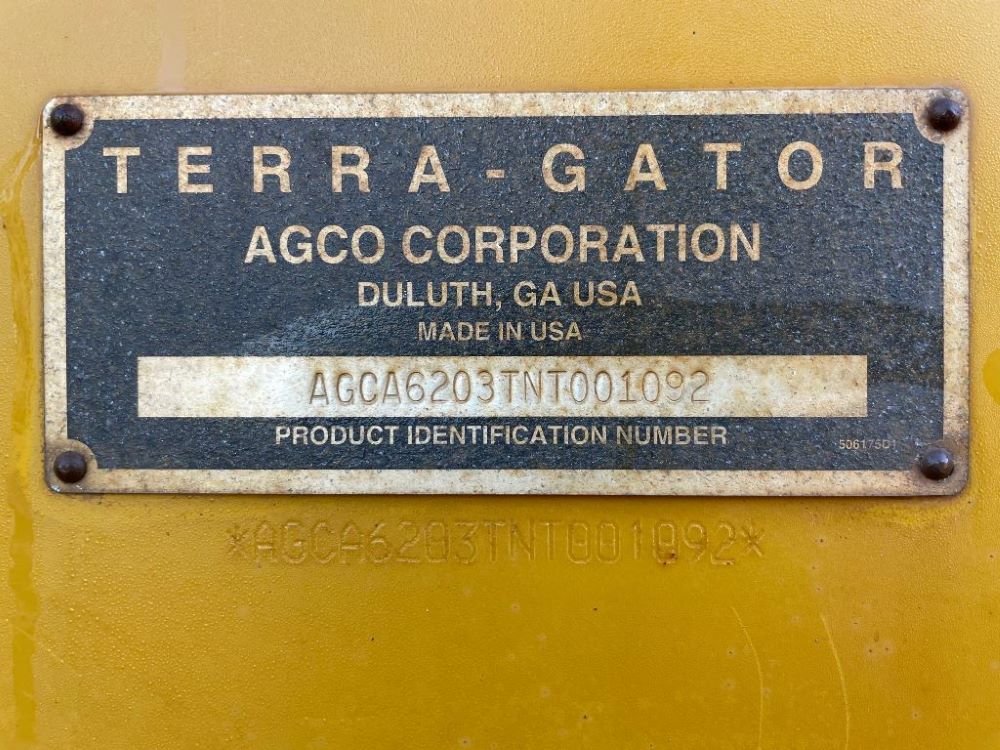 TERRA-GATOR
AGCO CORPORATION
DULUTH, GA USA
MADE IN USA
AGCA6203TNT001092
PRODUCT IDENTIFICATION NUMBER
506175D1
*AGCA6203TNT001092*